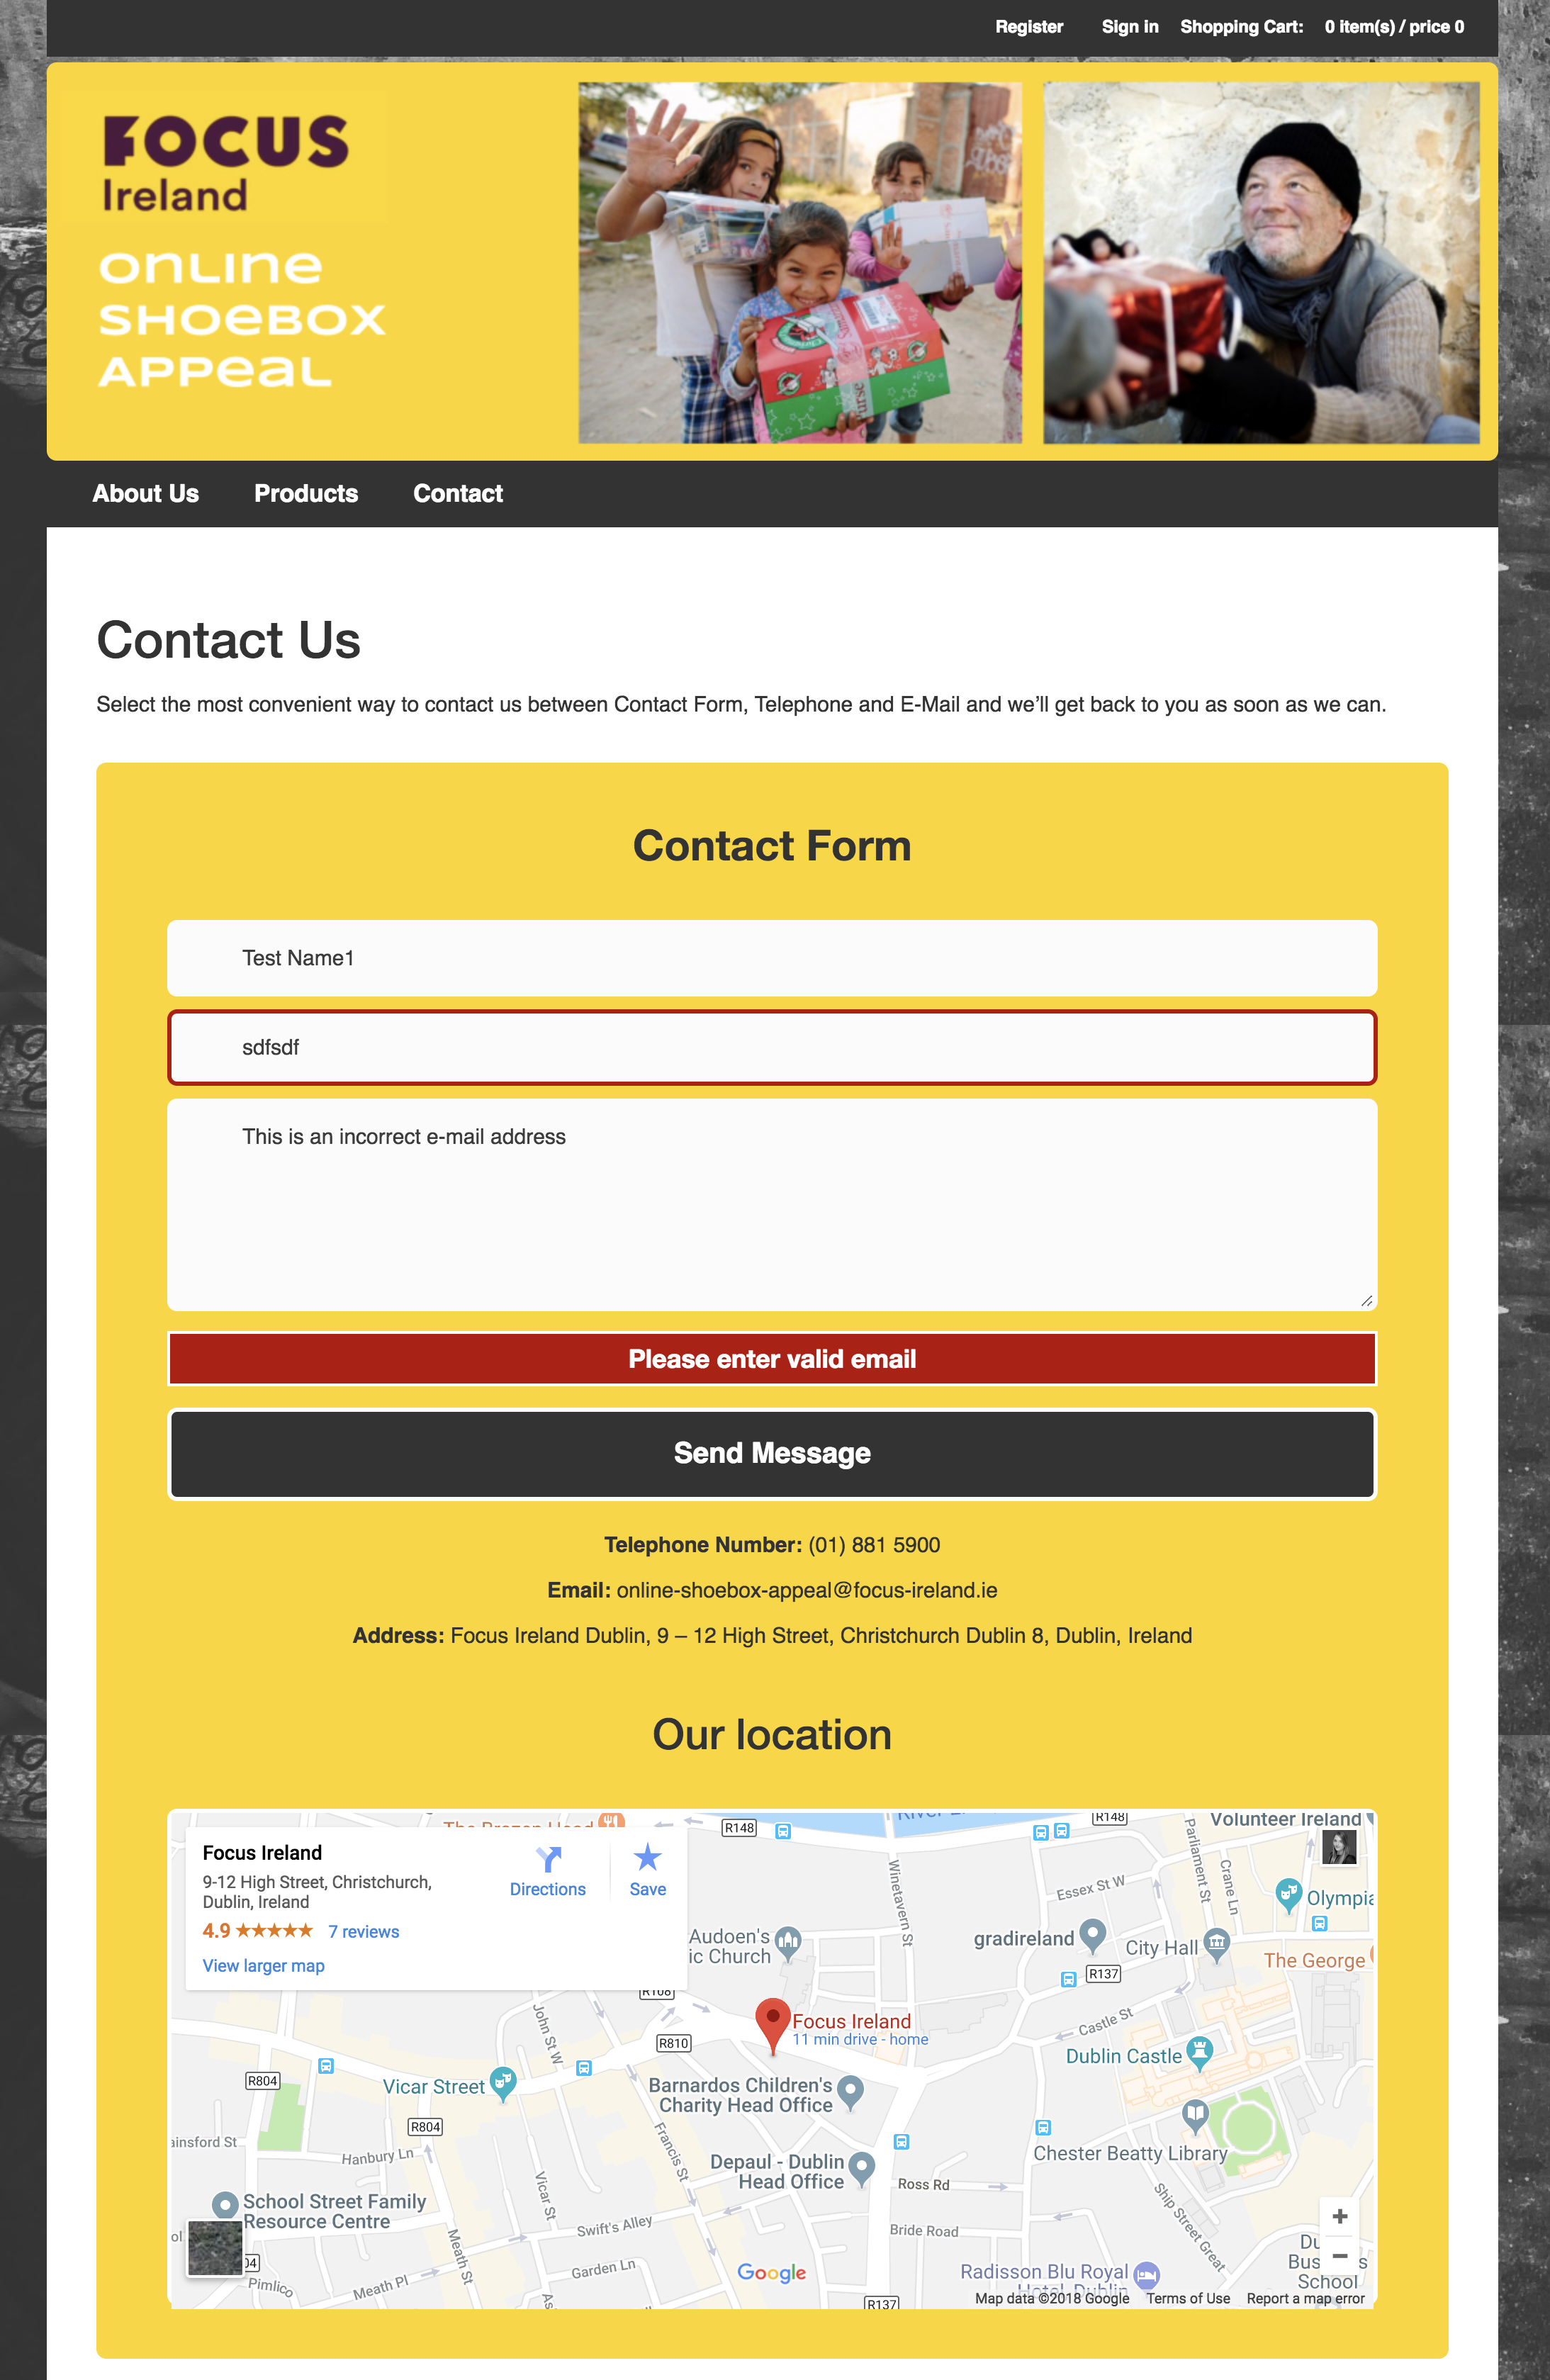 Register Sign in Shopping Cart: 0 item(s) / price 0
FOCUS
Ireland
ONLINE
SHOEBOX
APPEAL
About Us Products Contact
Contact Us
Select the most convenient way to contact us between Contact Form, Telephone and E-Mail and we’ll get back to you as soon as we can.
Contact Form
Test Name1
sdfsdf
This is an incorrect e-mail address
Please enter valid email
Send Message
Telephone Number: (01) 881 5900
Email: online-shoebox-appeal@focus-ireland.ie
Address: Focus Ireland Dublin, 9 – 12 High Street, Christchurch Dublin 8, Dublin, Ireland
Our location
Focus Ireland
9-12 High Street, Christchurch,
Dublin, Ireland
4.9 ★★★★★ 7 reviews
View larger map
Directions
Save
R148
R148
Volunteer Ireland
Winetavern St
Essex St W
Parliament St
Crane Ln
Olympia
Audoen's
ic Church
gradireland
City Hall
R137
The George
R108
John St W
R810
Focus Ireland
11 min drive - home
Castle St
Dublin Castle
R804
Vicar Street
Barnardos Children's
Charity Head Office
R804
ainsford St
Hanbury Ln
Francis St
Chester Beatty Library
Depaul - Dublin
Head Office
Ross Rd
Vicar St
Ship Street Great
School Street Family
Resource Centre
Swift's Alley
Bride Road
Meath St
Garden Ln
Pimlico
Meath Pl
Google
Radisson Blu Royal
Hotel, Dublin
School
R137
Map data ©2018 Google Terms of Use Report a map error